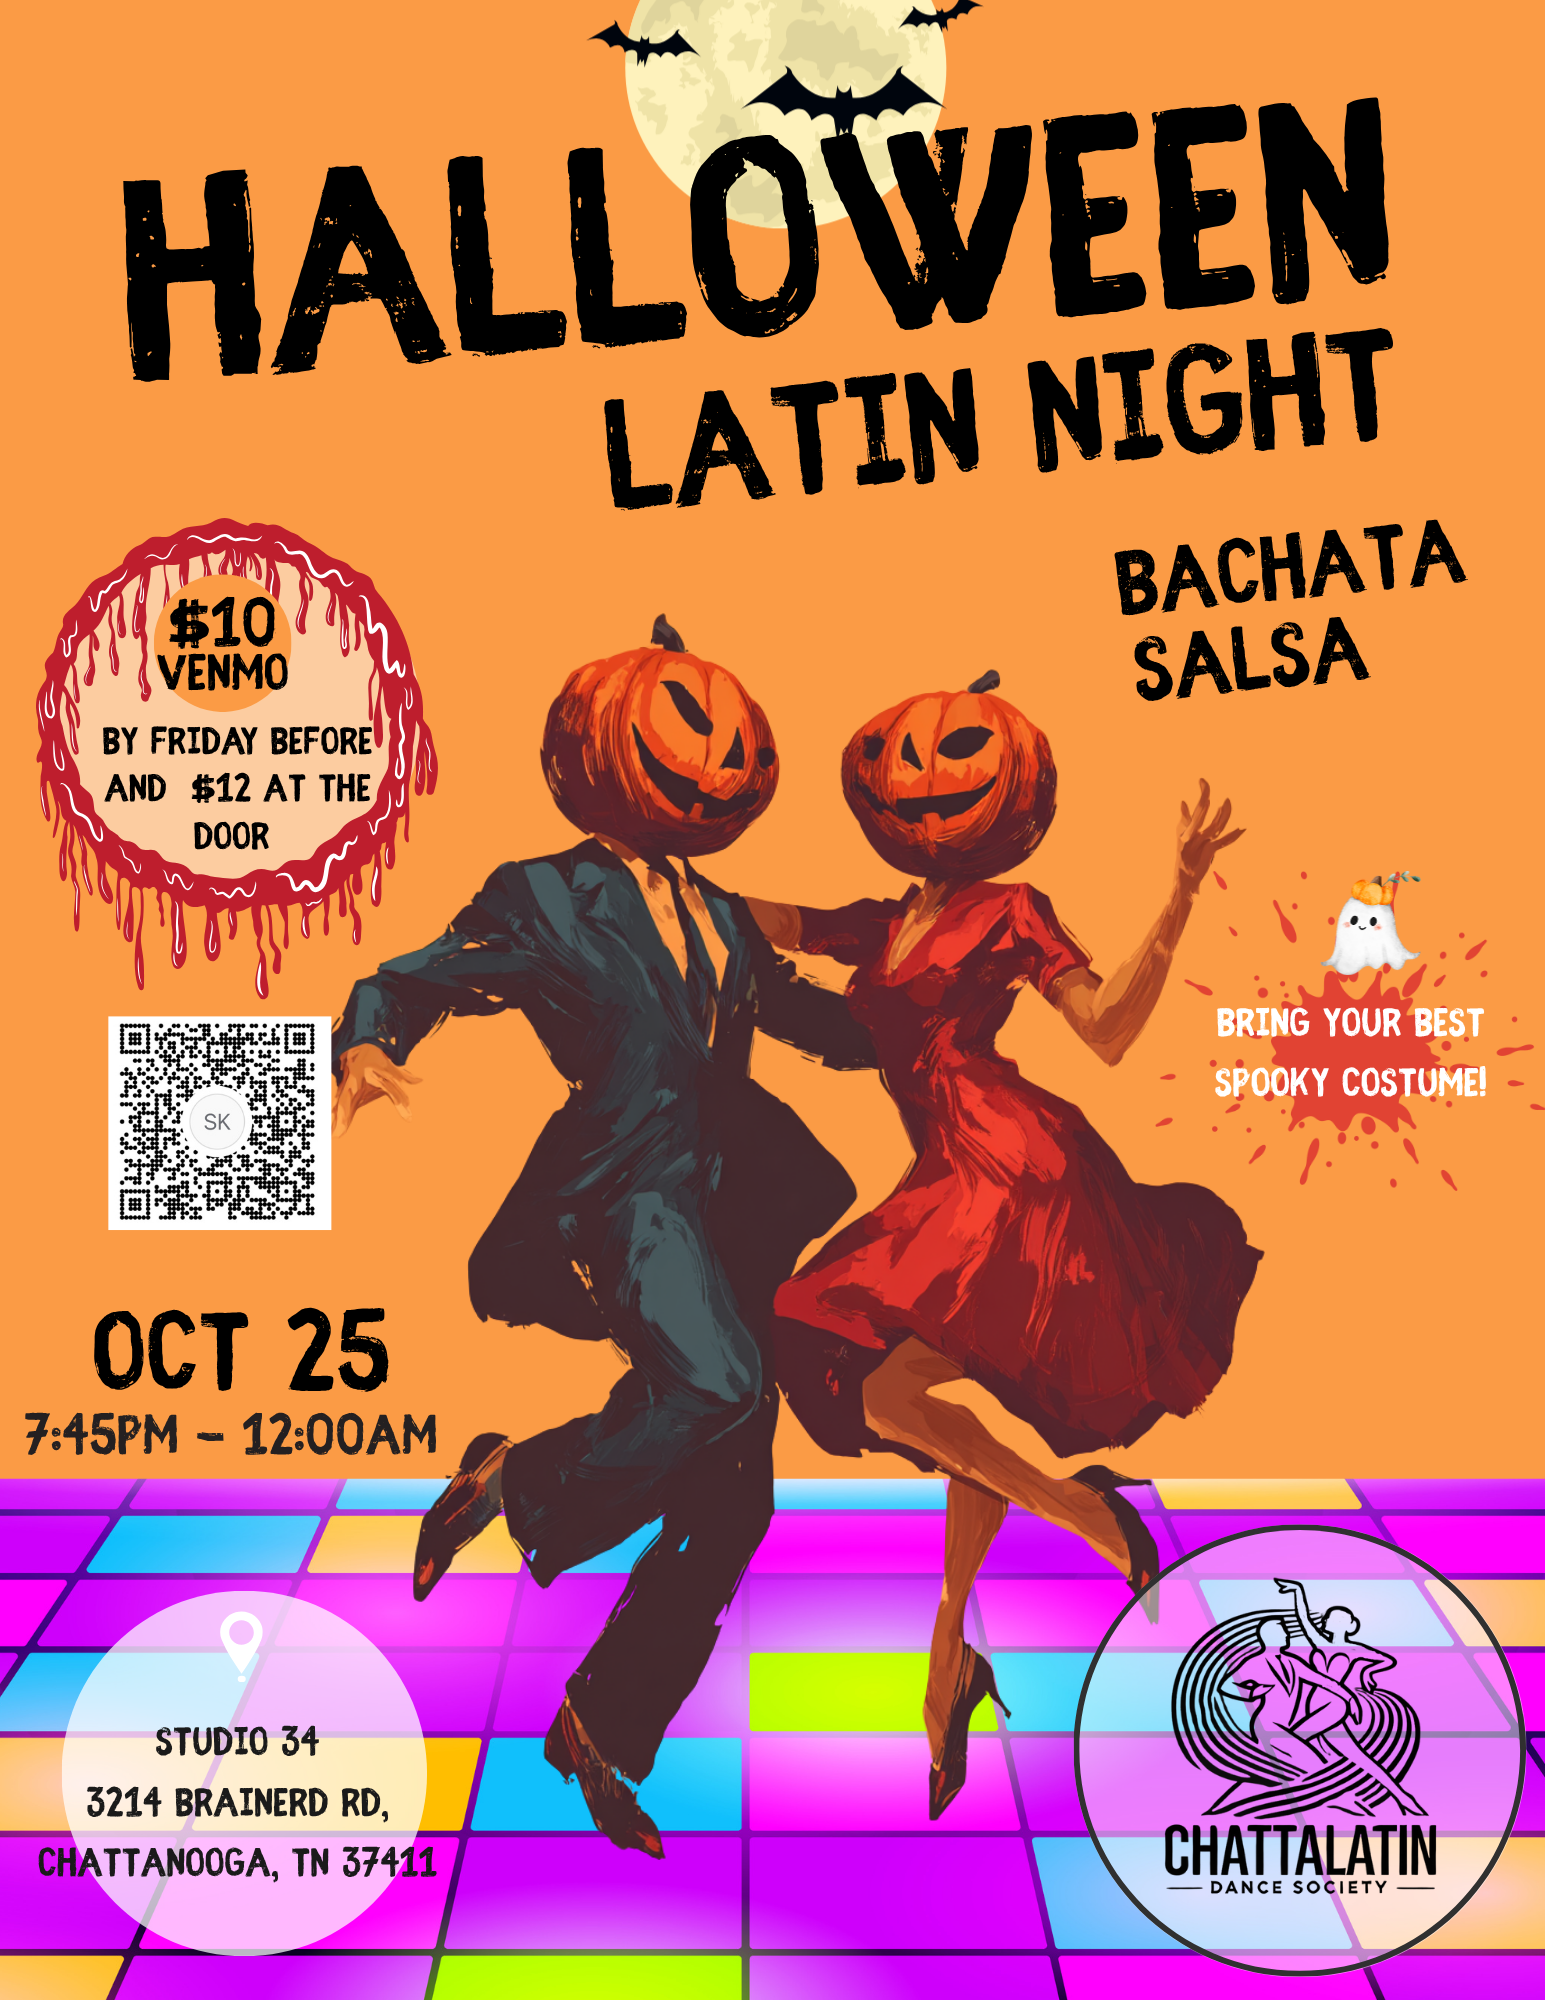 HALLOWEEN
LATIN NIGHT
BACHATA
SALSA
$10
VENMO
BY FRIDAY BEFORE
AND $12 AT THE
DOOR
BRING YOUR BEST
SPOOKY COSTUME!
SK
OCT 25
7:45PM – 12:00AM
STUDIO 34
3214 BRAINERD RD,
CHATTANOOGA, TN 37411
CHATTALATIN
DANCE SOCIETY